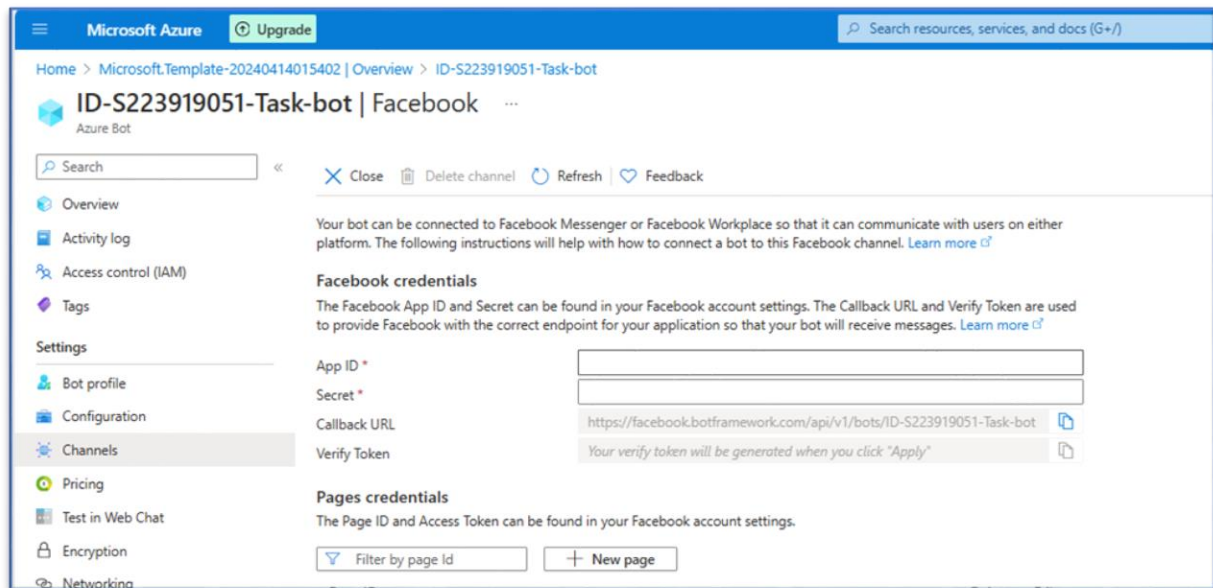 Microsoft Azure
Upgrade
Search resources, services, and docs (G+/)
Home > Microsoft.Template-20240414015402 | Overview > ID-S223919051-Task-bot
ID-S223919051-Task-bot | Facebook ...
Azure Bot
Search
«
Overview
Activity log
Access control (IAM)
Tags
Settings
Bot profile
Configuration
Channels
Pricing
Test in Web Chat
Encryption
Networking
Close
Delete channel
Refresh
Feedback
Your bot can be connected to Facebook Messenger or Facebook Workplace so that it can communicate with users on either
platform. The following instructions will help with how to connect a bot to this Facebook channel. Learn more
Facebook credentials
The Facebook App ID and Secret can be found in your Facebook account settings. The Callback URL and Verify Token are used
to provide Facebook with the correct endpoint for your application so that your bot will receive messages. Learn more
App ID *
Secret *
Callback URL
https://facebook.botframework.com/api/v1/bots/ID-S223919051-Task-bot
Verify Token
Your verify token will be generated when you click "Apply"
Pages credentials
The Page ID and Access Token can be found in your Facebook account settings.
Filter by page Id
New page